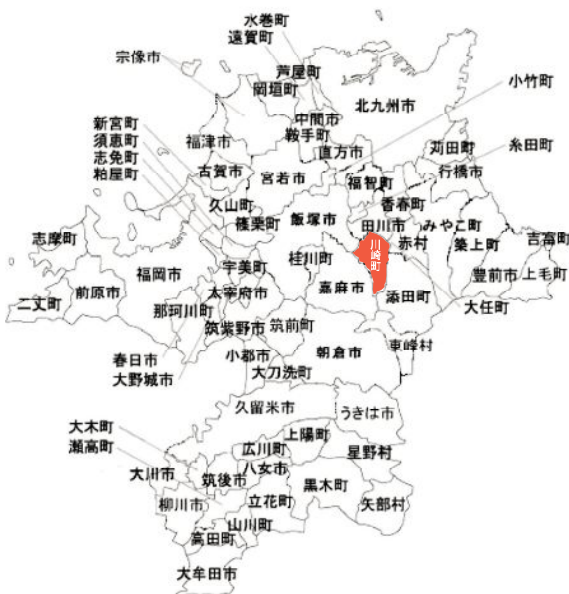 水巻町
遠賀町
宗像市
芦屋町
岡垣町
小竹町
北九州市
中間市
新宮町
鞍手町
須恵町
福津市
直方市
苅田町
糸田町
志免町
古賀市
宮若市
福智町
行橋市
粕屋町
香春町
久山町
篠栗町
飯塚市
田川市
みやこ町
吉富町
志摩町
川崎町
赤村
築上町
福岡市
宇美町
桂川町
豊前市
上毛町
二丈町
前原市
太宰府市
嘉麻市
添田町
大任町
那珂川町
筑紫野市
筑前町
春日市
小郡市
朝倉市
東峰村
大野城市
大刀洗町
久留米市
うきは市
大木町
上陽町
瀬高町
広川町
星野村
大川市
八女市
筑後市
黒木町
柳川市
立花町
矢部村
山川町
高田町
大牟田市